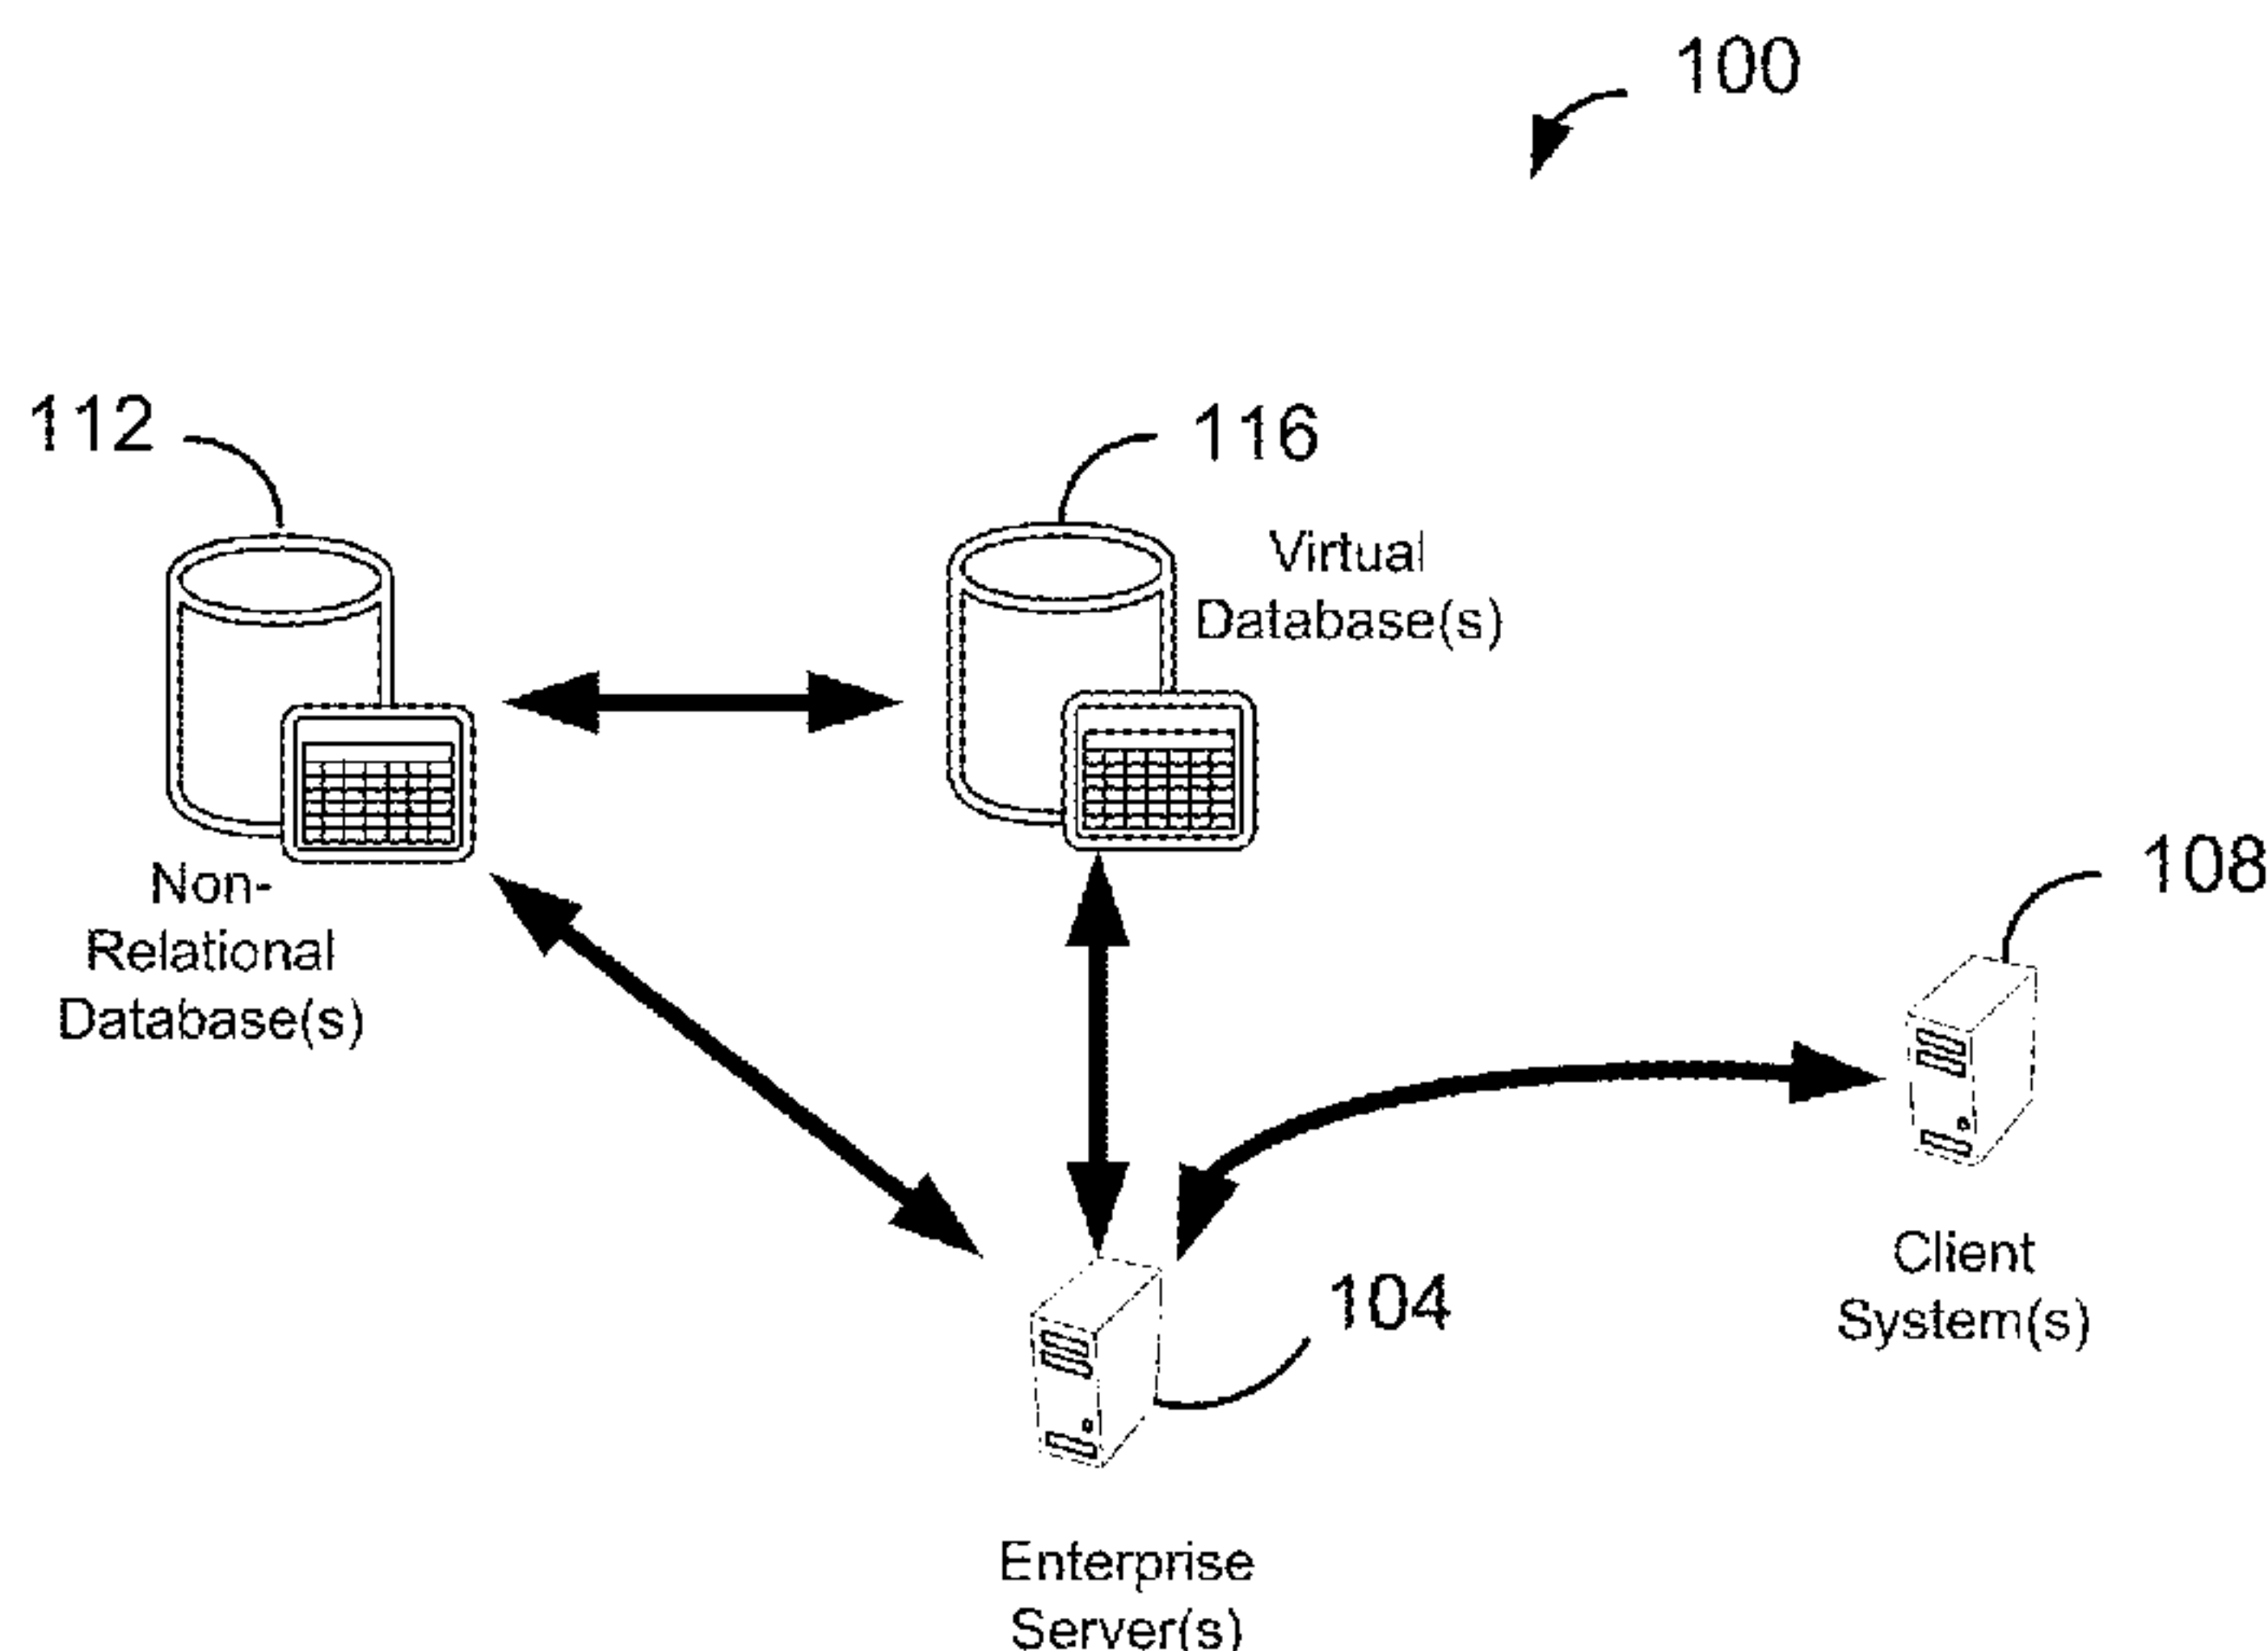 100
112
116
Virtual
Database(s)
108
Non-
Relational
Database(s)
Client
System(s)
104
Enterprise
Server(s)